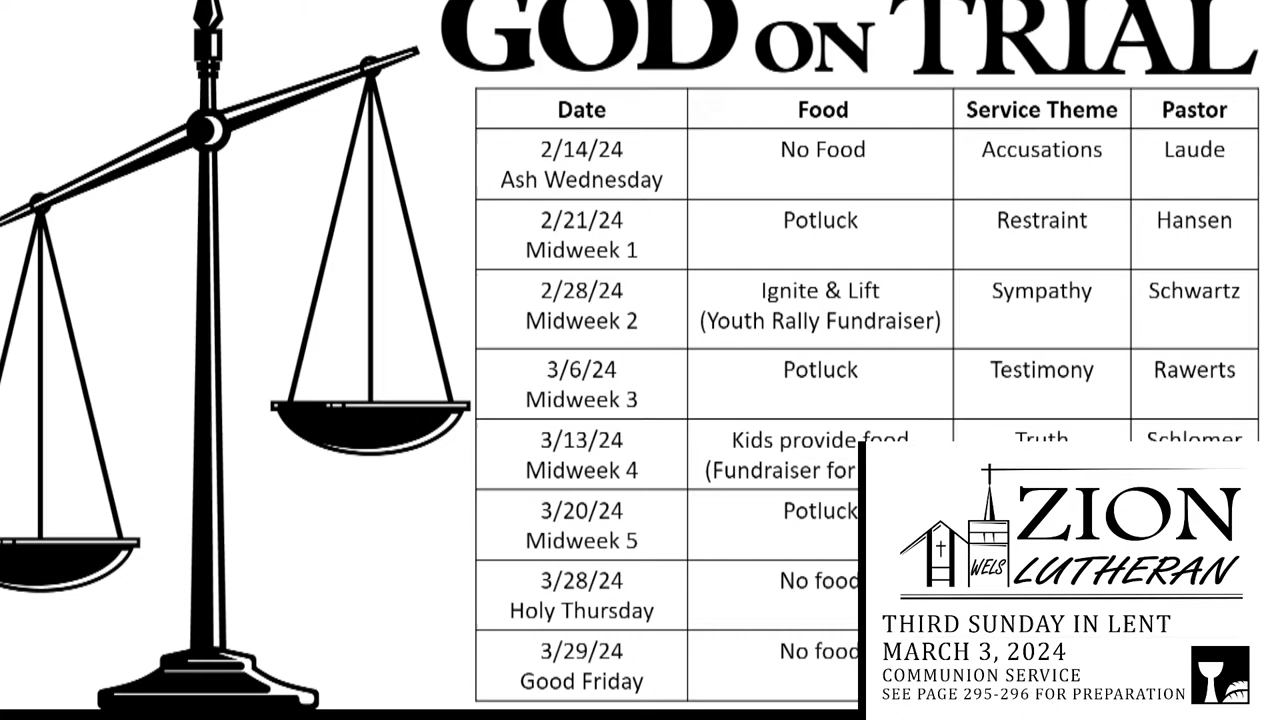 GOD ON TRIAL
Date Food Service Theme Pastor
2/14/24 No Food Accusations Laude
Ash Wednesday
2/21/24 Potluck Restraint Hansen
Midweek 1
2/28/24 Ignite & Lift Sympathy Schwartz
Midweek 2 (Youth Rally Fundraiser)
3/6/24 Potluck Testimony Rawerts
Midweek 3
3/13/24 Kids provide food Truth Schlomer
Midweek 4 (Fundraiser for
3/20/24 Potluck
Midweek 5
3/28/24 No food
Holy Thursday
3/29/24 No food
Good Friday
ZION
WELS LUTHERAN
THIRD SUNDAY IN LENT
MARCH 3, 2024
COMMUNION SERVICE
SEE PAGE 295-296 FOR PREPARATION